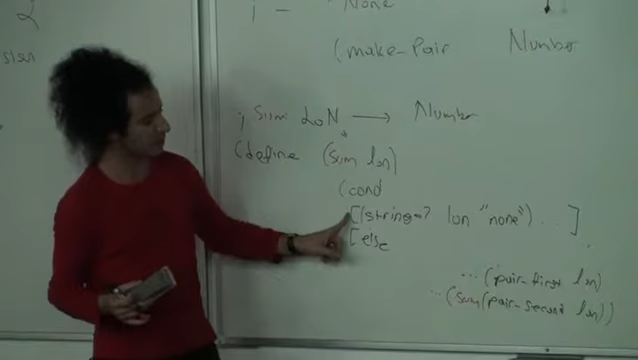 ; - "None"
(make-Pair Number
; Sum: LoN → Number
(define (sum lon)
(cond
[(string=? lon "none") ... ]
[else
... (pair-first lon)
... (sum (pair-second lon))